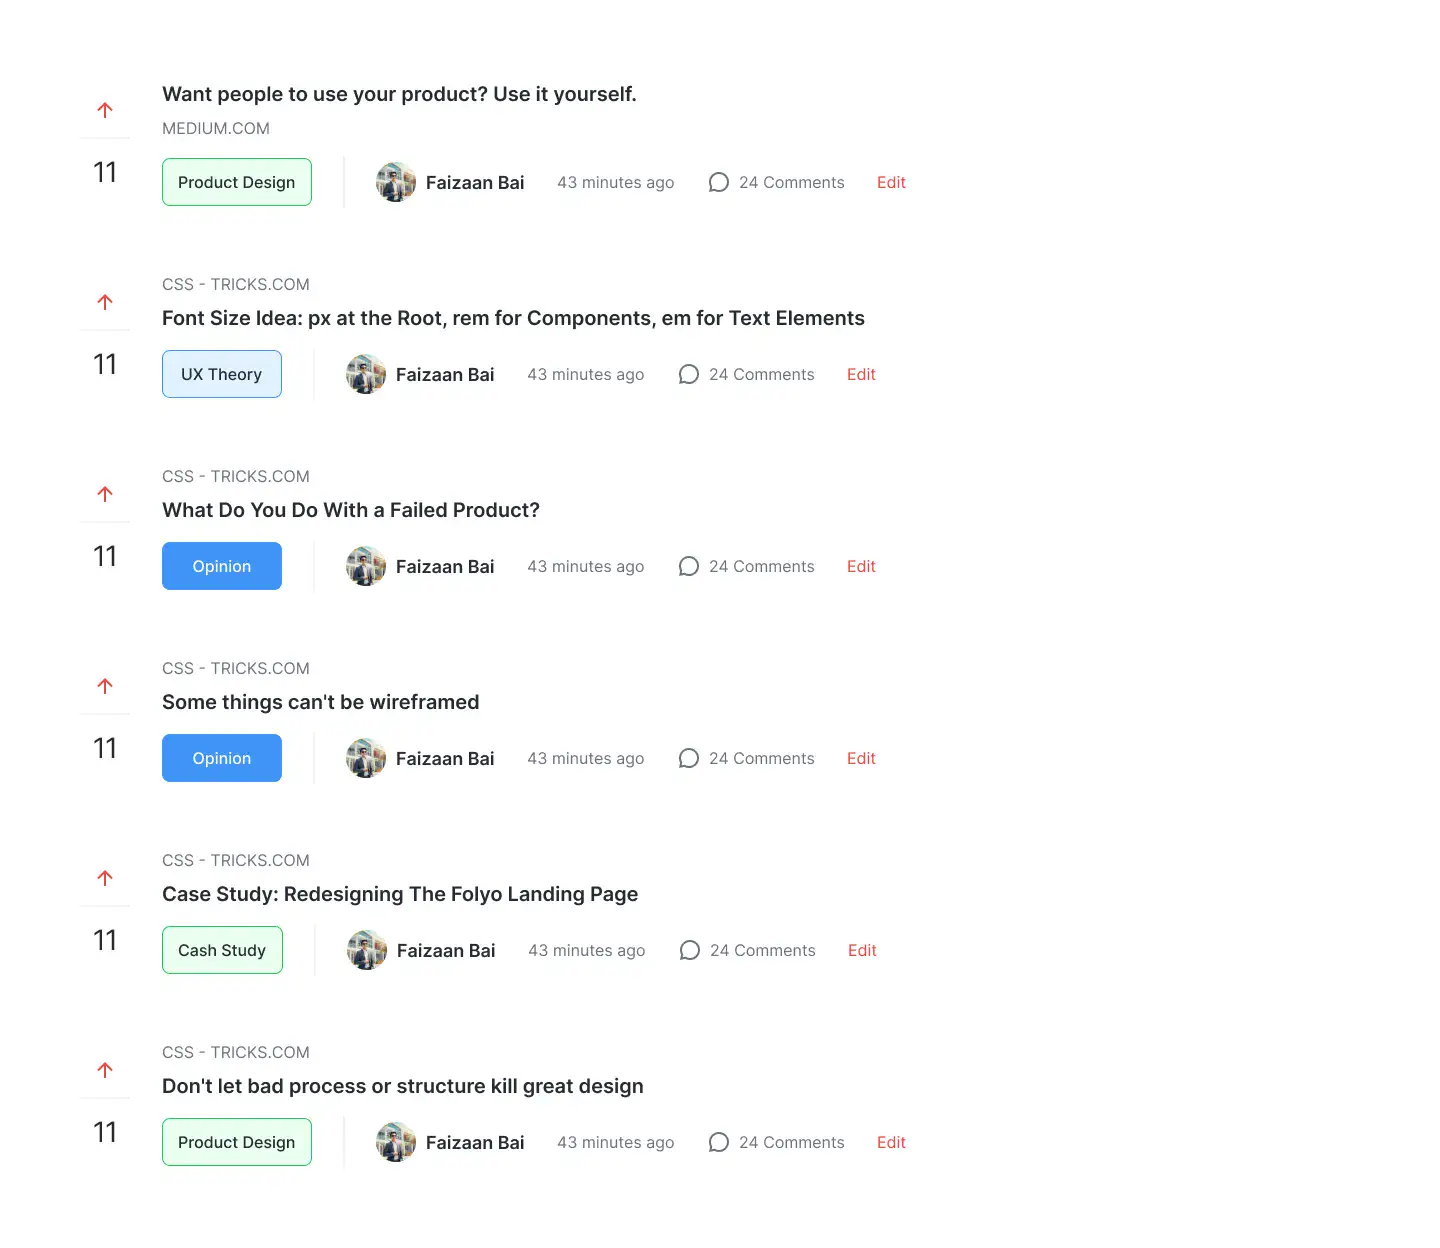 Want people to use your product? Use it yourself.
MEDIUM.COM
11
Product Design Faizaan Bai 43 minutes ago 24 Comments Edit
CSS - TRICKS.COM
Font Size Idea: px at the Root, rem for Components, em for Text Elements
11
UX Theory Faizaan Bai 43 minutes ago 24 Comments Edit
CSS - TRICKS.COM
What Do You Do With a Failed Product?
11
Opinion Faizaan Bai 43 minutes ago 24 Comments Edit
CSS - TRICKS.COM
Some things can't be wireframed
11
Opinion Faizaan Bai 43 minutes ago 24 Comments Edit
CSS - TRICKS.COM
Case Study: Redesigning The Folyo Landing Page
11
Cash Study Faizaan Bai 43 minutes ago 24 Comments Edit
CSS - TRICKS.COM
Don't let bad process or structure kill great design
11
Product Design Faizaan Bai 43 minutes ago 24 Comments Edit